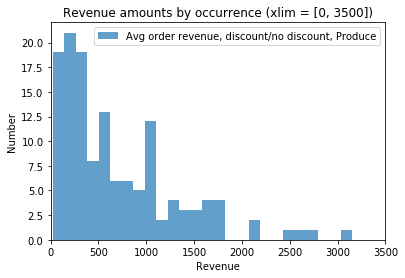 Revenue amounts by occurrence (xlim = [0, 3500])
Avg order revenue, discount/no discount, Produce
20.0
17.5
15.0
12.5
10.0
7.5
5.0
2.5
0.0
Number
0 500 1000 1500 2000 2500 3000 3500
Revenue